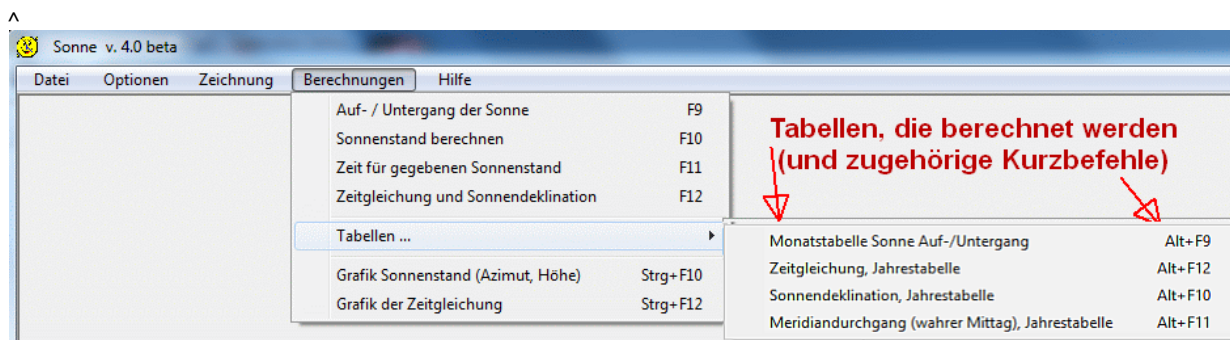 ^
Sonne v. 4.0 beta
Datei Optionen Zeichnung Berechnungen Hilfe
Auf- / Untergang der Sonne F9
Sonnenstand berechnen F10
Zeit für gegebenen Sonnenstand F11
Zeitgleichung und Sonnendeklination F12
Tabellen ...
Grafik Sonnenstand (Azimut, Höhe) Strg+F10
Grafik der Zeitgleichung Strg+F12
Tabellen, die berechnet werden
(und zugehörige Kurzbefehle)
Monatstabelle Sonne Auf-/Untergang Alt+F9
Zeitgleichung, Jahrestabelle Alt+F12
Sonnendeklination, Jahrestabelle Alt+F10
Meridiandurchgang (wahrer Mittag), Jahrestabelle Alt+F11